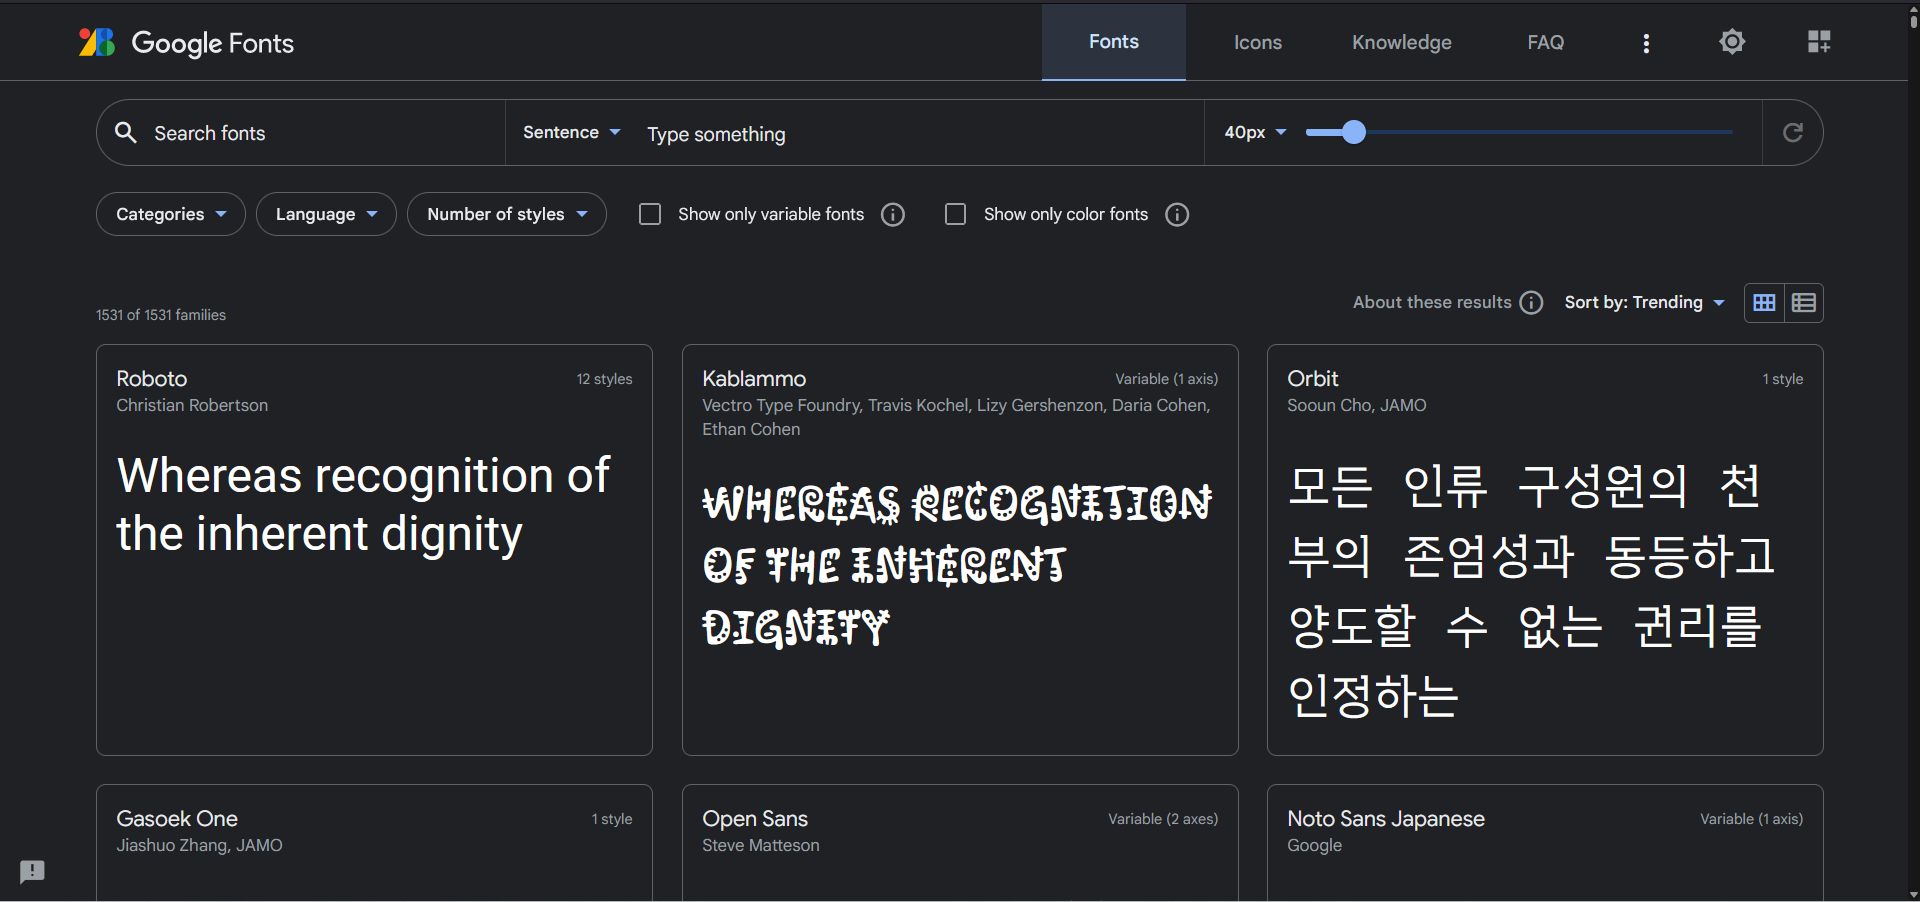 Google Fonts
Fonts
Icons
Knowledge
FAQ
Search fonts
Sentence
Type something
40px
Categories
Language
Number of styles
Show only variable fonts
Show only color fonts
1531 of 1531 families
About these results
Sort by: Trending
Roboto
12 styles
Christian Robertson
Whereas recognition of
the inherent dignity
Kablammo
Variable (1 axis)
Vectro Type Foundry, Travis Kochel, Lizy Gershenzon, Daria Cohen,
Ethan Cohen
WHEREAS RECOGNITION
OF THE INHERENT
DIGNITY
Orbit
1 style
Sooun Cho, JAMO
모든 인류 구성원의 천
부의 존엄성과 동등하고
양도할 수 없는 권리를
인정하는
Gasoek One
1 style
Jiashuo Zhang, JAMO
Open Sans
Variable (2 axes)
Steve Matteson
Noto Sans Japanese
Variable (1 axis)
Google